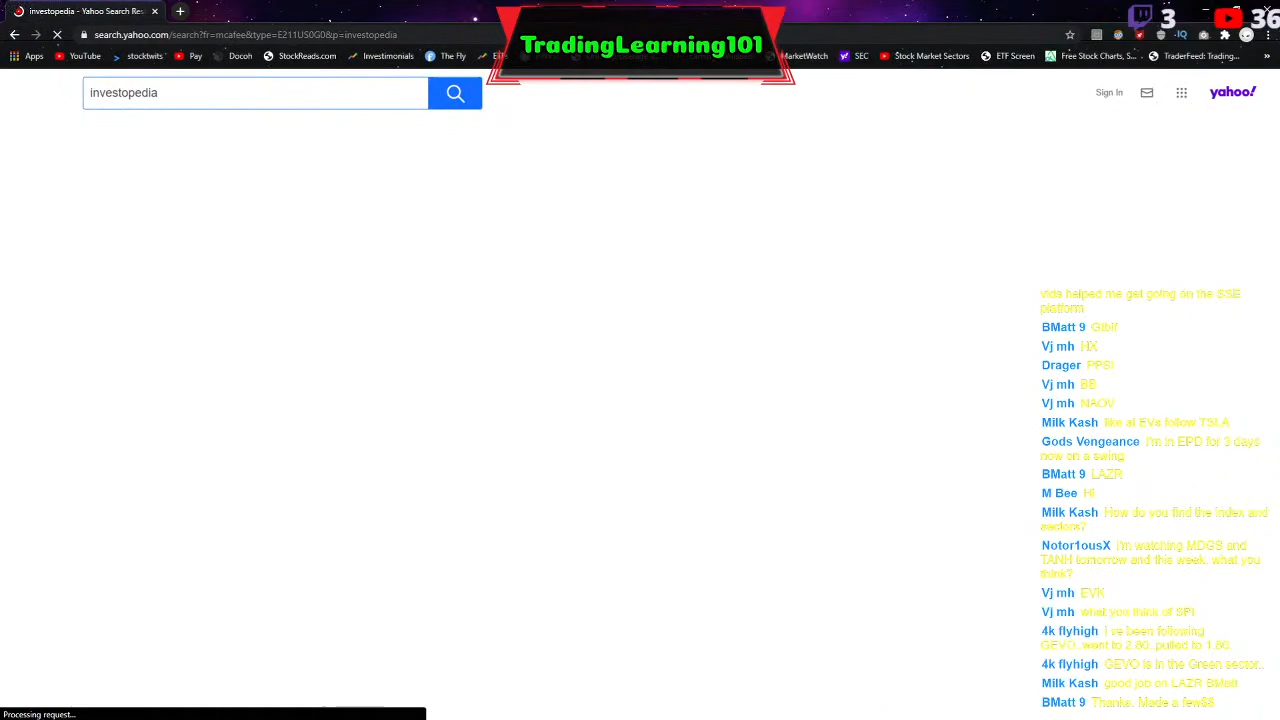 investopedia - Yahoo Search Res
3
36
search.yahoo.com/search?fr=mcafee&type=E211US0G0&p=investopedia
TradingLearning101
Apps
YouTube
stocktwits
Pay
Docoh
StockReads.com
Investimonials
The Fly
MarketWatch
SEC
Stock Market Sectors
ETF Screen
Free Stock Charts, S...
TraderFeed: Trading...
»
investopedia
Sign In
yahoo!
vids helped me get going on the SSE
platform
BMatt 9 Gtbif
Vj mh
Drager PPSI
Vj mh BB
Vj mh NAOV
Milk Kash like all EVs follow TSLA
Gods Vengeance I'm in EPD for 3 days
now on a swing
BMatt 9 LAZR
M Bee Hi
Milk Kash How do you find the index and
sectors?
Notor1ousX I'm watching MDGS and
TANH tomorrow and this week, what you
think?
Vj mh EVK
Vj mh what you think of SPI
4k flyhigh I ve been following
GEVO..went to 2.80..pulled to 1.80.
4k flyhigh GEVO is in the Green sector..
Milk Kash good job on LAZR BMatt
BMatt 9 Thanks. Made a few$$
Processing request...